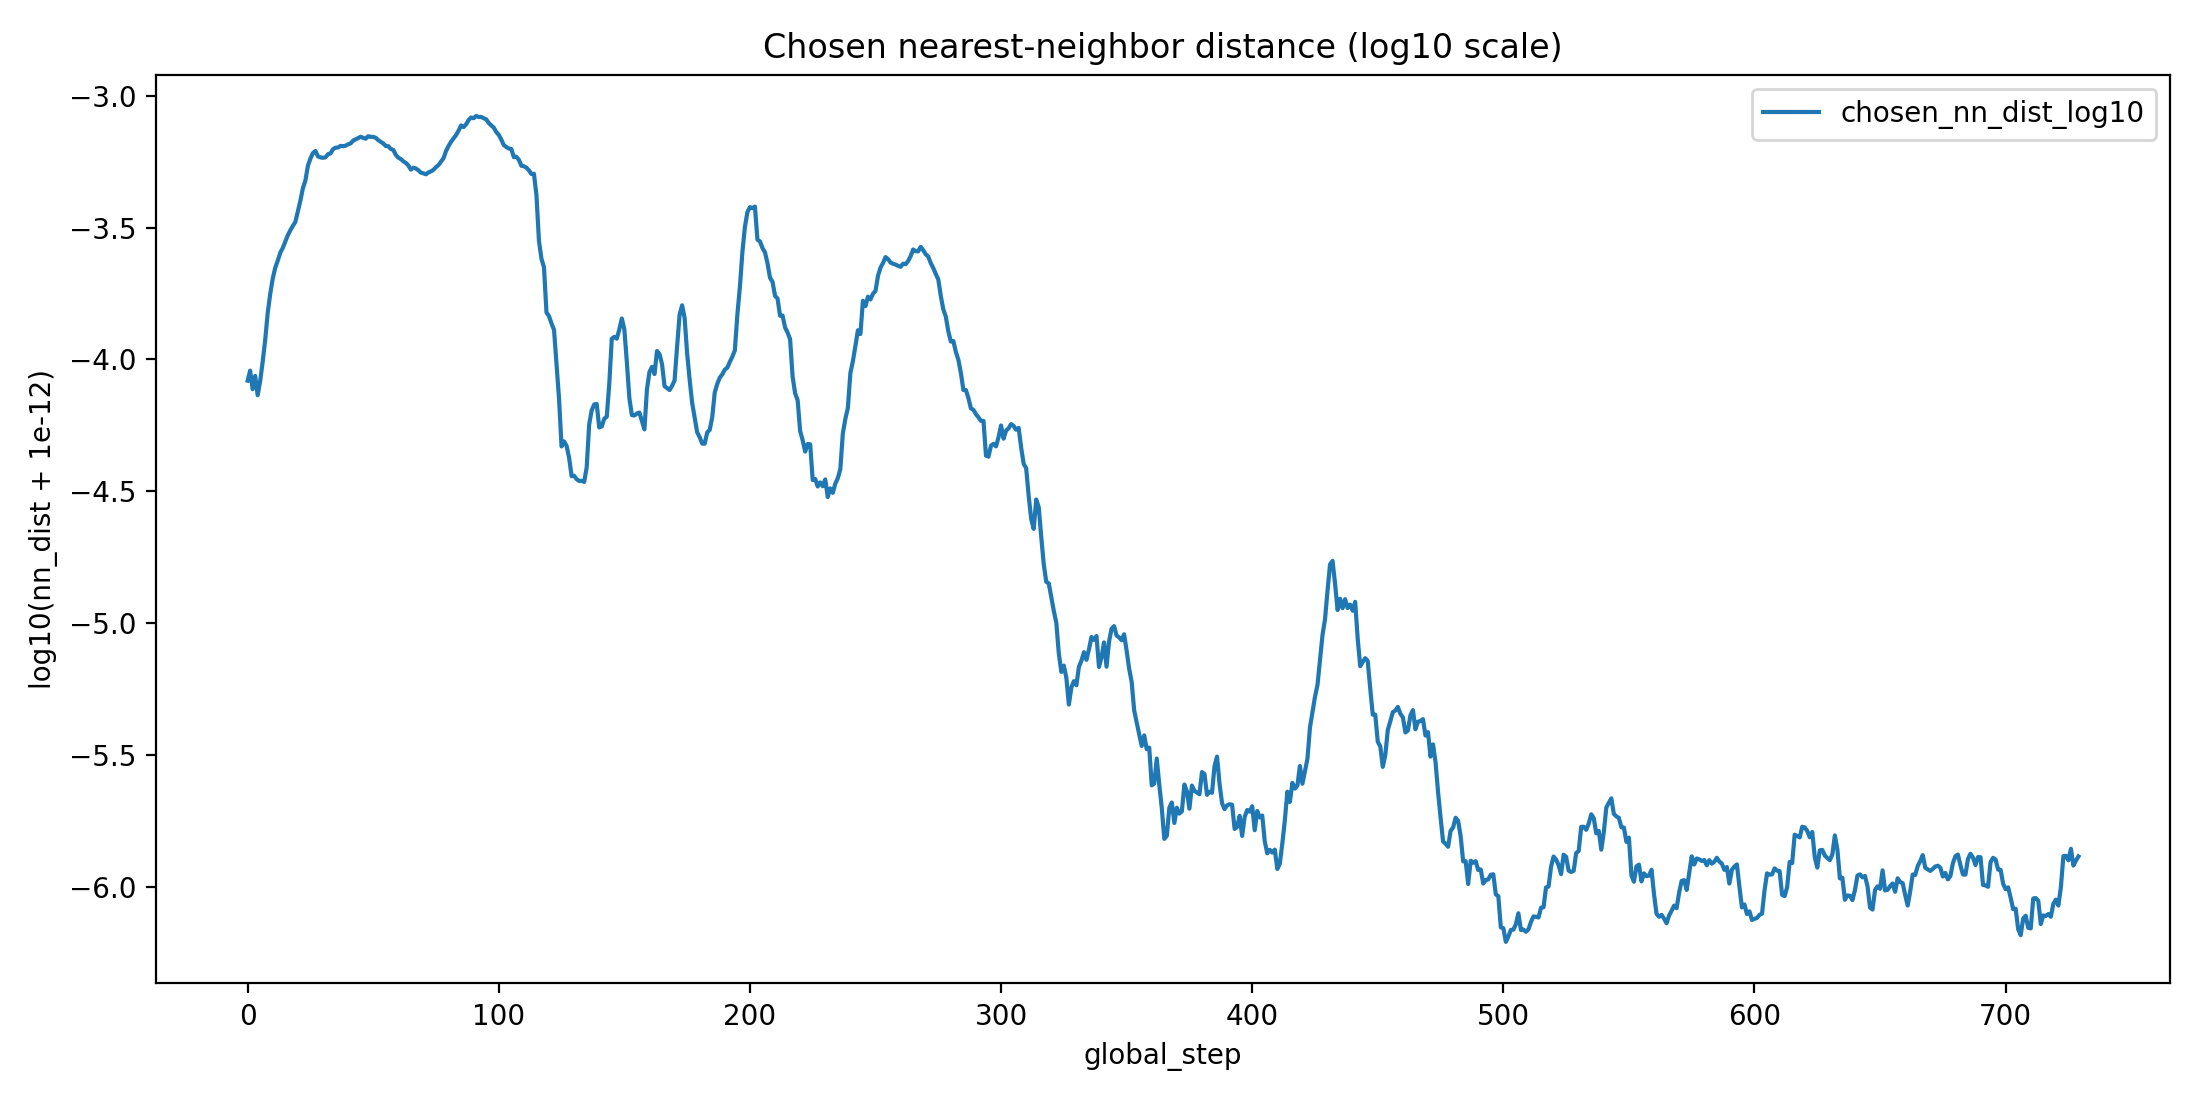 Chosen nearest-neighbor distance (log10 scale)
chosen_nn_dist_log10
log10(nn_dist + 1e-12)
−3.0
−3.5
−4.0
−4.5
−5.0
−5.5
−6.0
0 100 200 300 400 500 600 700
global_step